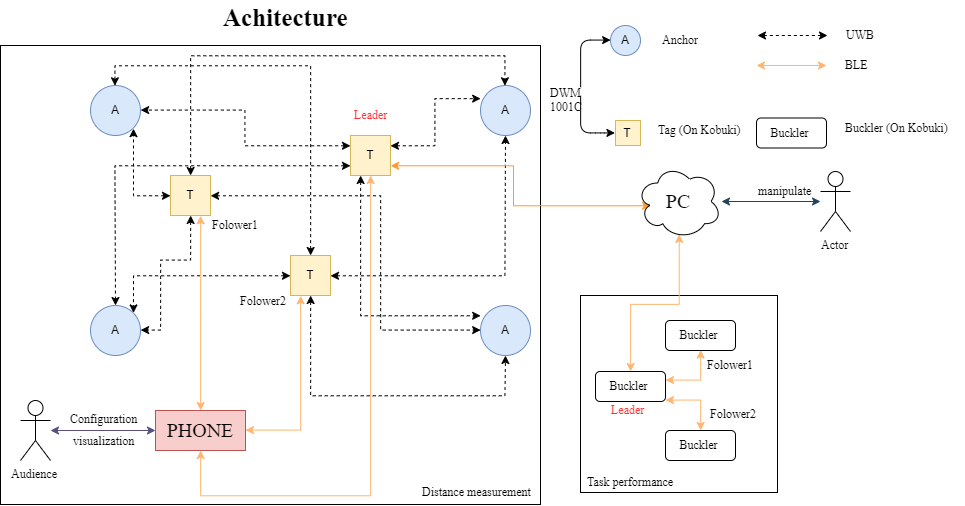 Achitecture
A
Anchor
UWB
BLE
DWM
1001C
T
Tag (On Kobuki)
Buckler
Buckler (On Kobuki)
A
A
Leader
T
T
Folower1
T
Folower2
A
A
PC
manipulate
Actor
Buckler
Folower1
Buckler
Leader
Folower2
Buckler
Task performance
Configuration
visualization
PHONE
Audience
Distance measurement